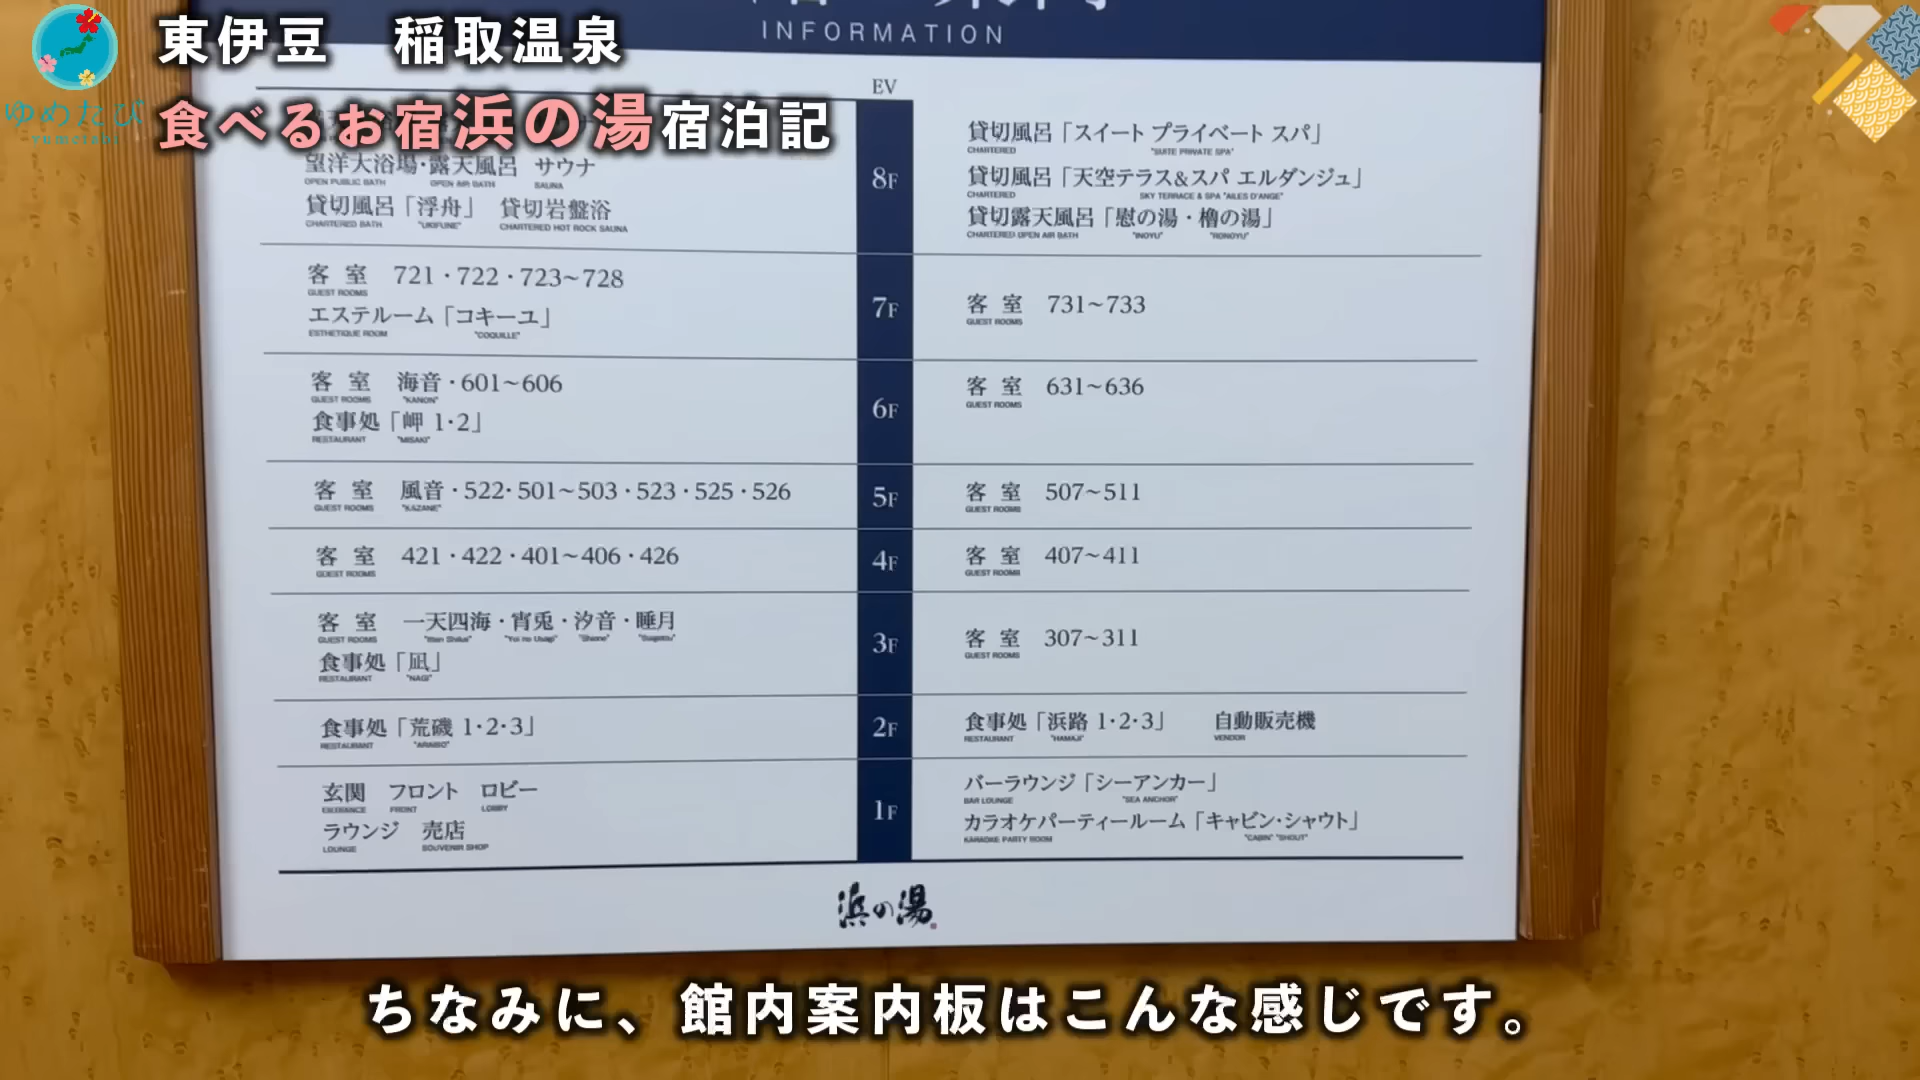 INFORMATION
東伊豆 稲取温泉
ゆめたび
yumetabi
食べるお宿浜の湯宿泊記
EV
望洋大浴場・露天風呂 サウナ
OPEN PUBLIC BATH OPEN AIR BATH SAUNA
貸切風呂「浮舟」 貸切岩盤浴
CHARTERED BATH "UKIFUNE" CHARTERED HOT ROCK SAUNA
8F
貸切風呂「スイート プライベート スパ」
CHARTERED "SUITE PRIVATE SPA"
貸切風呂「天空テラス&スパ エルダンジュ」
CHARTERED SKY TERRACE & SPA "AILES D'ANGE"
貸切露天風呂「慰の湯・櫓の湯」
CHARTERED OPEN AIR BATH "INOYU" "RONOYU"
客室 721・722・723~728
GUEST ROOMS
エステルーム「コキーユ」
ESTHETIQUE ROOM "COQUILLE"
7F
客室 731~733
GUEST ROOMS
客室 海音・601~606
GUEST ROOMS "KANON"
食事処「岬 1・2」
RESTAURANT "MISAKI"
6F
客室 631~636
GUEST ROOMS
客室 風音・522・501~503・523・525・526
GUEST ROOMS "KAZANE"
5F
客室 507~511
GUEST ROOMS
客室 421・422・401~406・426
GUEST ROOMS
4F
客室 407~411
GUEST ROOMS
客室 一天四海・宵兎・汐音・睡月
GUEST ROOMS "Itten Shikai" "Yoi no Usagi" "Shione" "Suigetsu"
食事処「凪」
RESTAURANT "NAGI"
3F
客室 307~311
GUEST ROOMS
食事処「荒磯 1・2・3」
RESTAURANT "ARAISO"
2F
食事処「浜路 1・2・3」 自動販売機
RESTAURANT "HAMAJI" VENDOR
玄関 フロント ロビー
ENTRANCE FRONT LOBBY
ラウンジ 売店
LOUNGE SOUVENIR SHOP
1F
バーラウンジ「シーアンカー」
BAR LOUNGE "SEA ANCHOR"
カラオケパーティールーム「キャビン・シャウト」
KARAOKE PARTY ROOM "CABIN" "SHOUT"
浜の湯
ちなみに、館内案内板はこんな感じです。